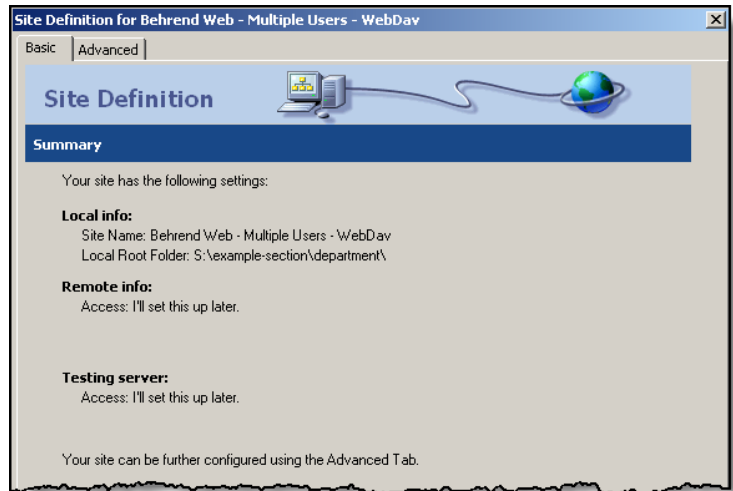 Site Definition for Behrend Web - Multiple Users - WebDav
Basic
Advanced
Site Definition
Summary
Your site has the following settings:
Local info:
Site Name: Behrend Web - Multiple Users - WebDav
Local Root Folder: S:\example-section\department\
Remote info:
Access: I'll set this up later.
Testing server:
Access: I'll set this up later.
Your site can be further configured using the Advanced Tab.